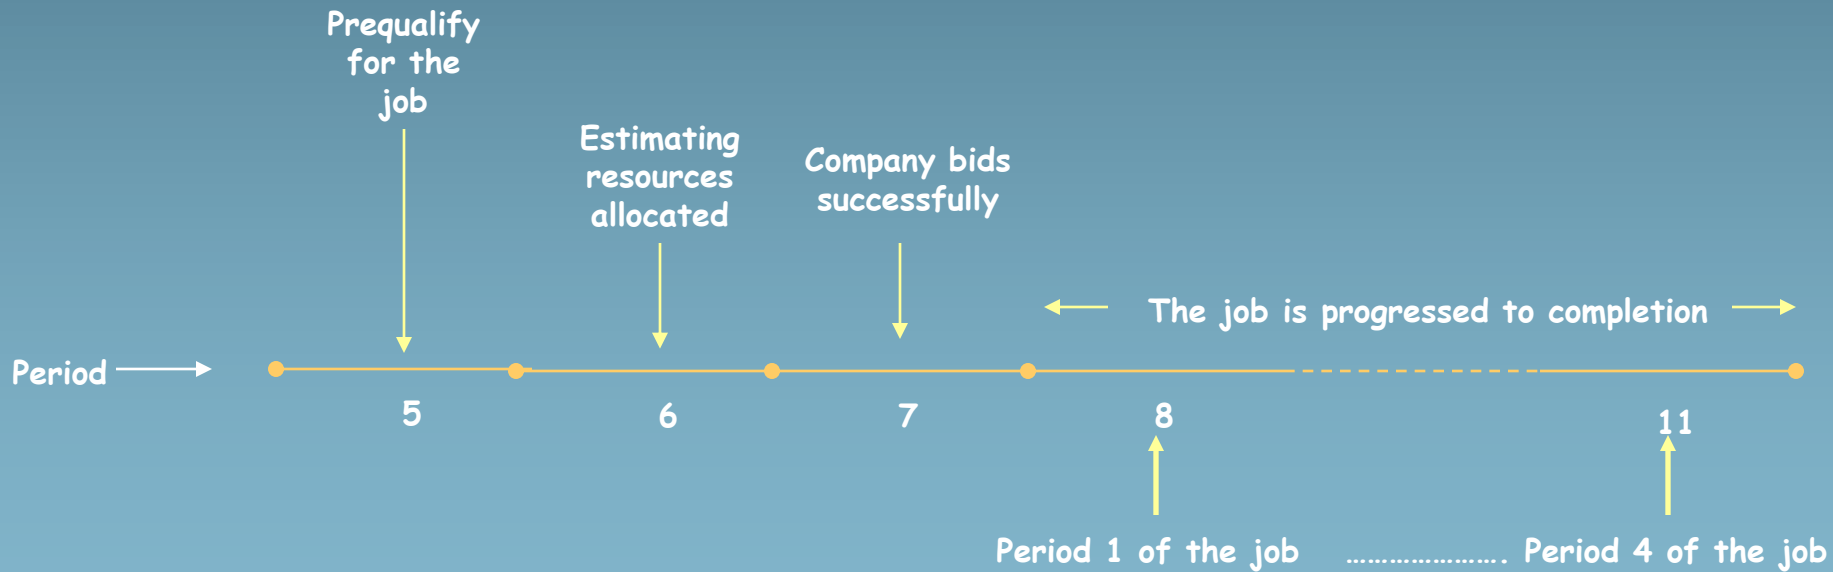 Prequalify
for the
job
Estimating
resources
allocated
Company bids
successfully
The job is progressed to completion
Period
5
6
7
8
11
Period 1 of the job ...................... Period 4 of the job